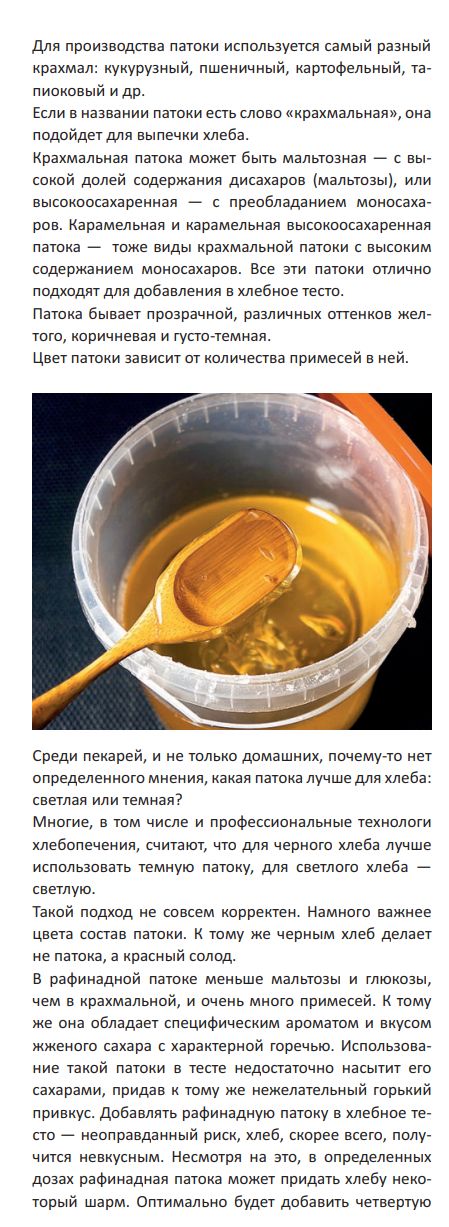 Для производства патоки используется самый разный
крахмал: кукурузный, пшеничный, картофельный, та-
пиоковый и др.
Если в названии патоки есть слово «крахмальная», она
подойдет для выпечки хлеба.
Крахмальная патока может быть мальтозная — с вы-
сокой долей содержания дисахаров (мальтозы), или
высокоосахаренная — с преобладанием моносаха-
ров. Карамельная и карамельная высокоосахаренная
патока — тоже виды крахмальной патоки с высоким
содержанием моносахаров. Все эти патоки отлично
подходят для добавления в хлебное тесто.
Патока бывает прозрачной, различных оттенков жел-
того, коричневая и густо-темная.
Цвет патоки зависит от количества примесей в ней.
Среди пекарей, и не только домашних, почему-то нет
определенного мнения, какая патока лучше для хлеба:
светлая или темная?
Многие, в том числе и профессиональные технологи
хлебопечения, считают, что для черного хлеба лучше
использовать темную патоку, для светлого хлеба —
светлую.
Такой подход не совсем корректен. Намного важнее
цвета состав патоки. К тому же черным хлеб делает
не патока, а красный солод.
В рафинадной патоке меньше мальтозы и глюкозы,
чем в крахмальной, и очень много примесей. К тому
же она обладает специфическим ароматом и вкусом
жженого сахара с характерной горечью. Использова-
ние такой патоки в тесте недостаточно насытит его
сахарами, придав к тому же нежелательный горький
привкус. Добавлять рафинадную патоку в хлебное те-
сто — неоправданный риск, хлеб, скорее всего, полу-
чится невкусным. Несмотря на это, в определенных
дозах рафинадная патока может придать хлебу неко-
торый шарм. Оптимально будет добавить четвертую